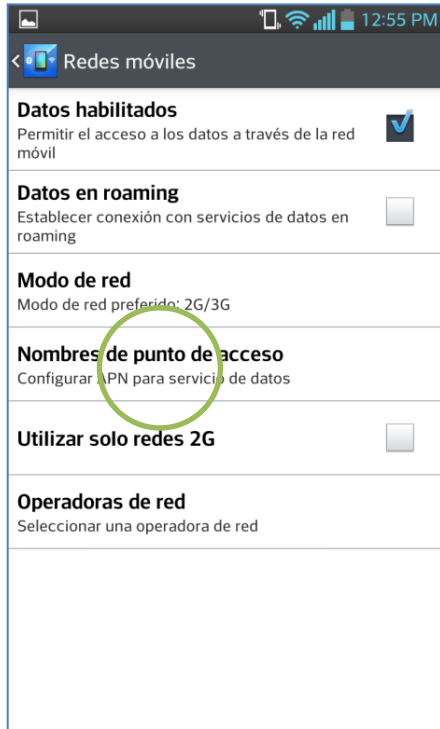 12:55 PM
Redes móviles
Datos habilitados
Permitir el acceso a los datos a través de la red
móvil
Datos en roaming
Establecer conexión con servicios de datos en
roaming
Modo de red
Modo de red preferido: 2G/3G
Nombres de punto de acceso
Configurar APN para servicio de datos
Utilizar solo redes 2G
Operadoras de red
Seleccionar una operadora de red